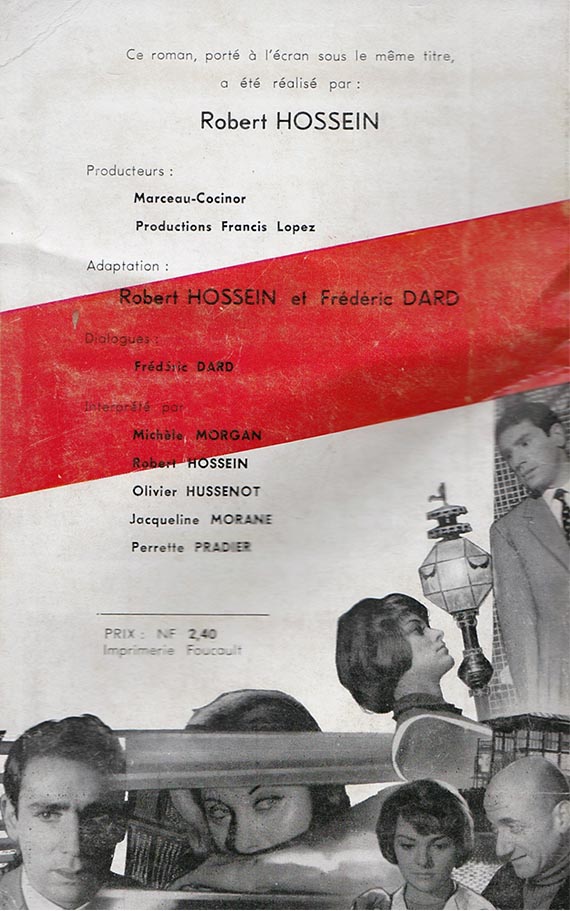 Ce roman, porté à l'écran sous le même titre,
a été réalisé par :
Robert HOSSEIN
Producteurs :
Marceau-Cocinor
Productions Francis Lopez
Adaptation :
Robert HOSSEIN et Frédéric DARD
Dialogues :
Frédéric DARD
Interprété par
Michèle MORGAN
Robert HOSSEIN
Olivier HUSSENOT
Jacqueline MORANE
Perrette PRADIER
PRIX : NF 2,40
Imprimerie Foucault